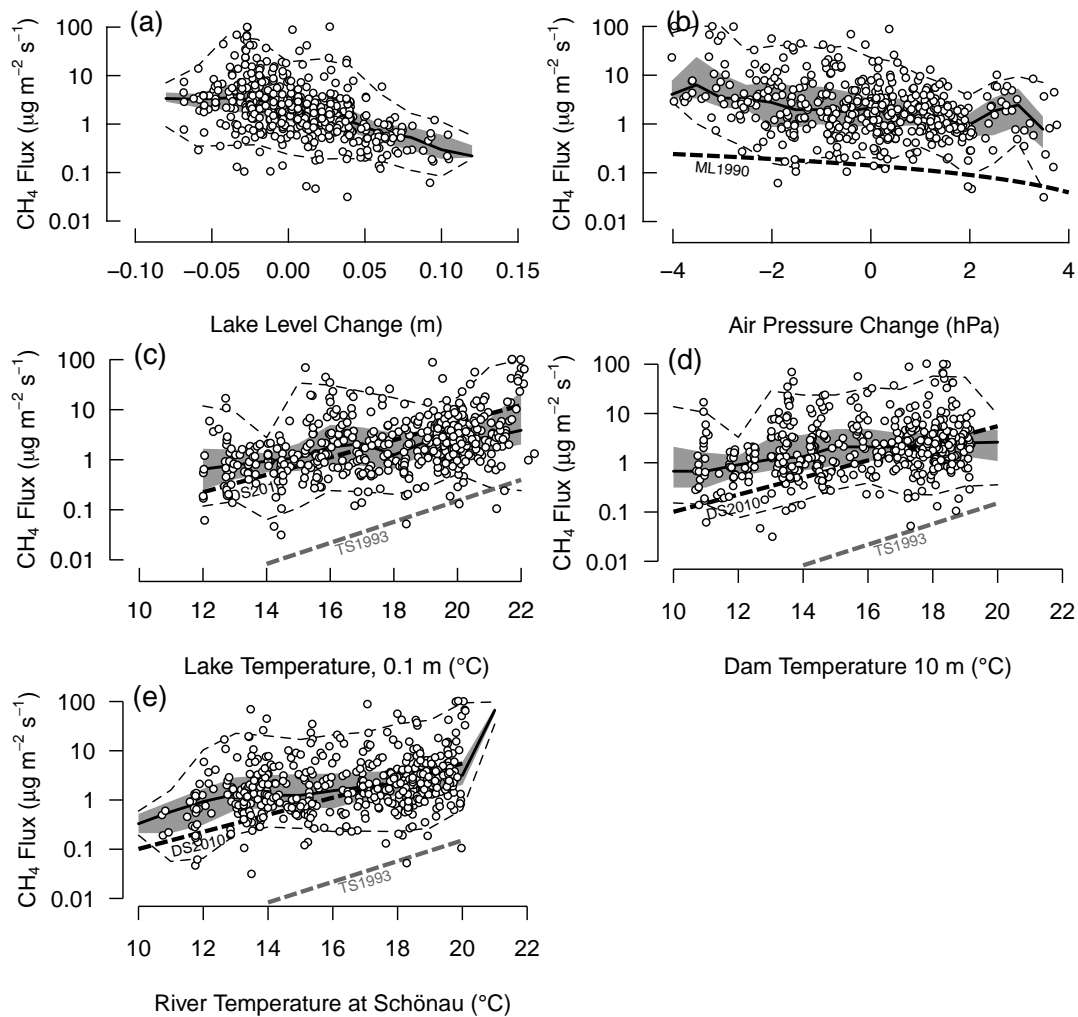 (a)
CH₄ Flux (µg m⁻² s⁻¹)
100
10
1
0.1
0.01
−0.10 −0.05 0.00 0.05 0.10 0.15
Lake Level Change (m)
(b)
CH₄ Flux (µg m⁻² s⁻¹)
100
10
1
0.1
0.01
ML1990
−4 −2 0 2 4
Air Pressure Change (hPa)
(c)
CH₄ Flux (µg m⁻² s⁻¹)
100
10
1
0.1
0.01
TS1993
10 12 14 16 18 20 22
Lake Temperature, 0.1 m (°C)
(d)
CH₄ Flux (µg m⁻² s⁻¹)
100
10
1
0.1
0.01
DS2010
TS1993
10 12 14 16 18 20 22
Dam Temperature 10 m (°C)
(e)
CH₄ Flux (µg m⁻² s⁻¹)
100
10
1
0.1
0.01
DS2010
TS1993
10 12 14 16 18 20 22
River Temperature at Schönau (°C)